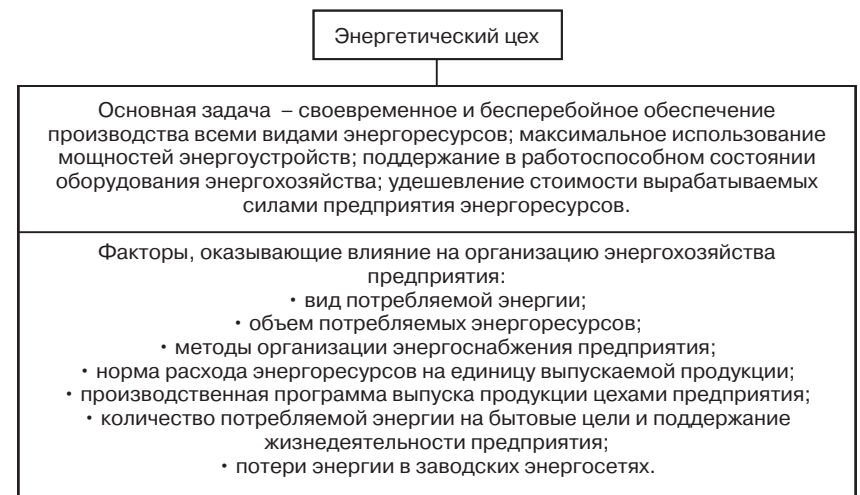 Энергетический цех
Основная задача – своевременное и бесперебойное обеспечение
производства всеми видами энергоресурсов; максимальное использование
мощностей энергоустройств; поддержание в работоспособном состоянии
оборудования энергохозяйства; удешевление стоимости вырабатываемых
силами предприятия энергоресурсов.
Факторы, оказывающие влияние на организацию энергохозяйства
предприятия:
• вид потребляемой энергии;
• объем потребляемых энергоресурсов;
• методы организации энергоснабжения предприятия;
• норма расхода энергоресурсов на единицу выпускаемой продукции;
• производственная программа выпуска продукции цехами предприятия;
• количество потребляемой энергии на бытовые цели и поддержание
жизнедеятельности предприятия;
• потери энергии в заводских энергосетях.